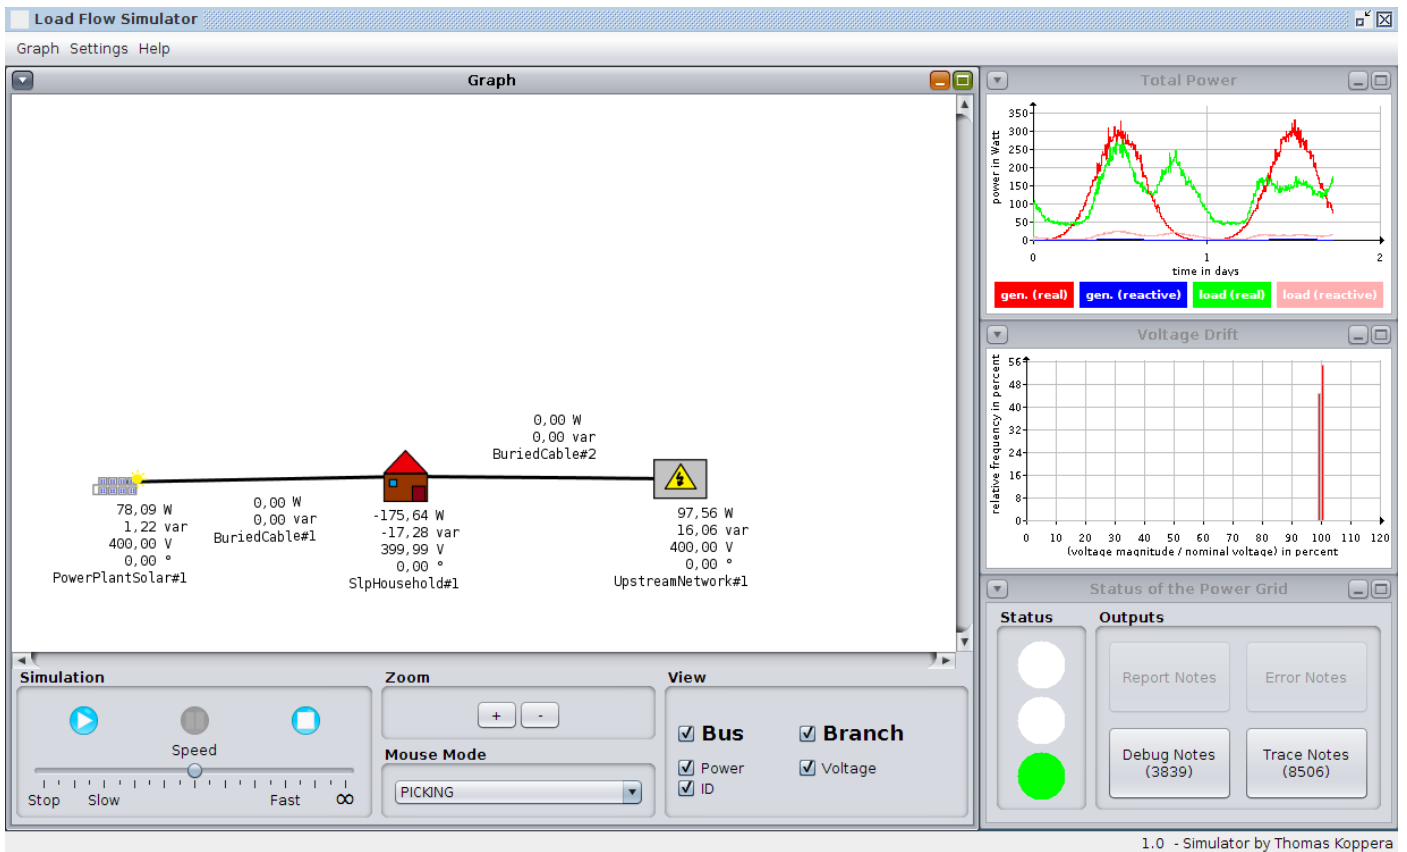 Load Flow Simulator
Graph Settings Help
Graph
0,00 W
0,00 var
BuriedCable#2
78,09 W
1,22 var
400,00 V
0,00 °
PowerPlantSolar#1
0,00 W
0,00 var
BuriedCable#1
-175,64 W
-17,28 var
399,99 V
0,00 °
SlpHousehold#1
97,56 W
16,06 var
400,00 V
0,00 °
UpstreamNetwork#1
Simulation
Speed
Stop Slow Fast ∞
Zoom
+ -
Mouse Mode
PICKING
View
Bus Branch
Power Voltage
ID
Total Power
power in Watt
350
300
250
200
150
100
50
0
0 1 2
time in days
gen. (real) gen. (reactive) load (real) load (reactive)
Voltage Drift
relative frequency in percent
56
48
40
32
24
16
8
0
0 10 20 30 40 50 60 70 80 90 100 110 120
(voltage magnitude / nominal voltage) in percent
Status of the Power Grid
Status Outputs
Report Notes
Error Notes
Debug Notes
(3839)
Trace Notes
(8506)
1.0 - Simulator by Thomas Koppera